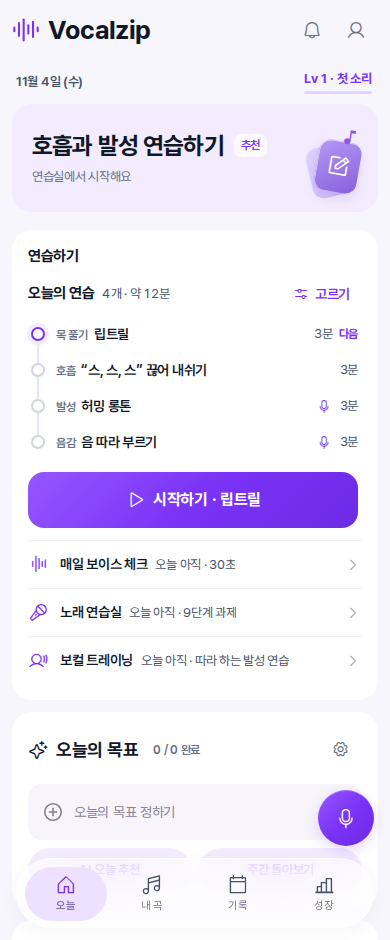 Vocalzip
11월 4일 (수)
Lv 1 · 첫 소리
호흡과 발성 연습하기 추천
연습실에서 시작해요
연습하기
오늘의 연습 4개 · 약 12분 고르기
목 풀기 립트릴 3분 다음
호흡 “스, 스, 스” 끊어 내쉬기 3분
발성 허밍 롱톤 3분
음감 음 따라 부르기 3분
시작하기 · 립트릴
매일 보이스 체크 오늘 아직 · 30초
노래 연습실 오늘 아직 · 9단계 과제
보컬 트레이닝 오늘 아직 · 따라 하는 발성 연습
오늘의 목표 0 / 0 완료
오늘의 목표 정하기
오늘 추천 주간 돌아보기
오늘 내 곡 기록 성장